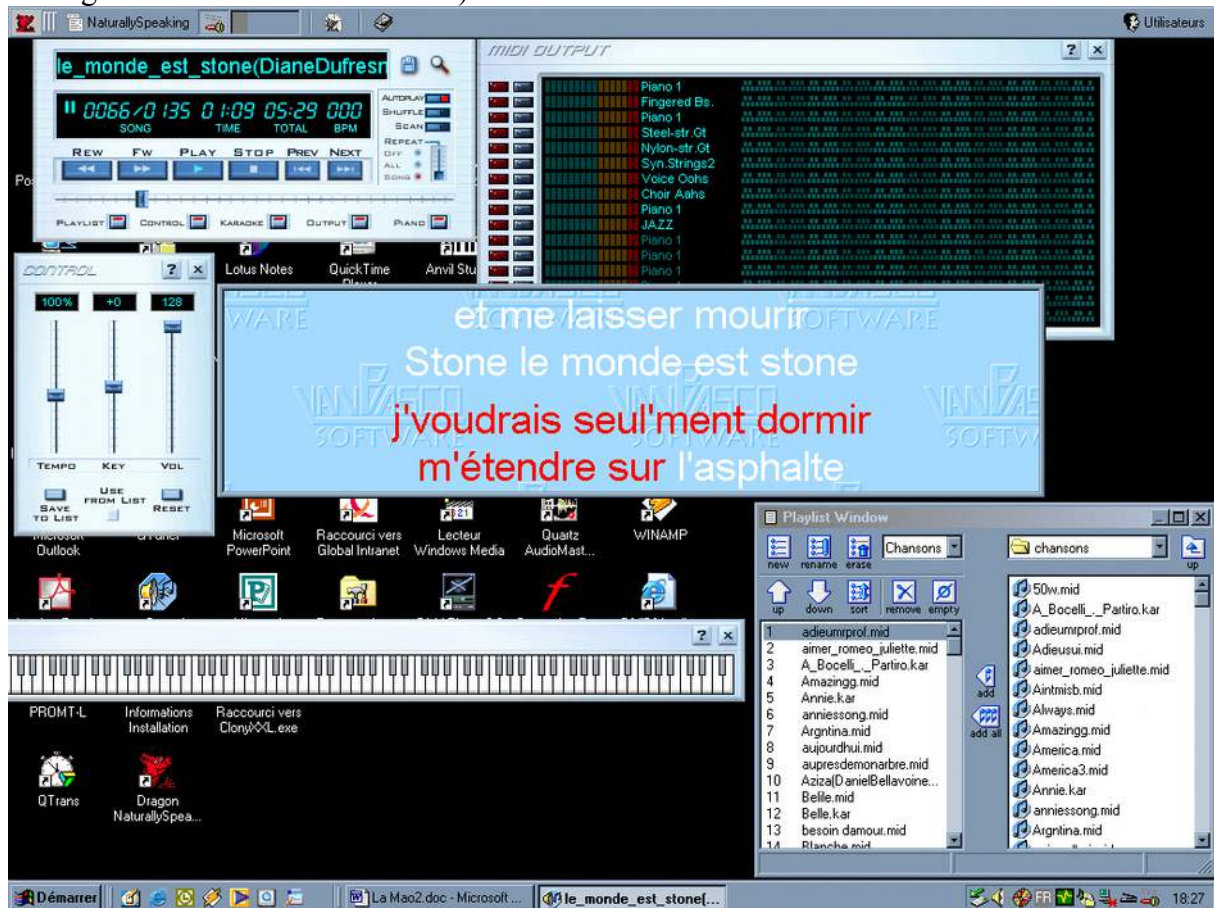 NaturallySpeaking
Utilisateurs
le_monde_est_stone(DianeDufresn
0066/0135 01:09 05:29 000
SONG TIME TOTAL BPM
AUTOPLAY
SHUFFLE
SCAN
REPEAT
OFF
ALL
SONG
REW FW PLAY STOP PREV NEXT
PLAYLIST CONTROL KARAOKE OUTPUT PIANO
MIDI OUTPUT
Piano 1
Fingered Bs.
Piano 1
Steel-str.Gt
Nylon-str.Gt
Syn.Strings2
Voice Oohs
Choir Aahs
Piano 1
JAZZ
Piano 1
Piano 1
Piano 1
Lotus Notes
QuickTime
Anvil Stu
CONTROL
100% +0 128
TEMPO KEY VOL
SAVE TO LIST
USE FROM LIST
RESET
et me laisser mourir
Stone le monde est stone
j'voudrais seul'ment dormir
m'étendre sur l'asphalte
VANBASCO SOFTWARE
Outlook
Microsoft PowerPoint
Raccourci vers Global Intranet
Lecteur Windows Media
Quartz AudioMast...
WINAMP
PROMT-L
Informations Installation
Raccourci vers ClonyXXL.exe
QTrans
Dragon NaturallySpea...
Playlist Window
new rename erase
Chansons
chansons
up
up down sort remove empty
1 adieumrprof.mid
2 aimer_romeo_juliette.mid
3 A_Bocelli_._Partiro.kar
4 Amazingg.mid
5 Annie.kar
6 anniessong.mid
7 Argntina.mid
8 aujourdhui.mid
9 aupresdemonarbre.mid
10 Aziza(DanielBellavoine...
11 Belile.mid
12 Belle.kar
13 besoin damour.mid
14 Blanche.mid
add
add all
50w.mid
A_Bocelli_._Partiro.kar
adieumrprof.mid
Adieusui.mid
aimer_romeo_juliette.mid
Aintmisb.mid
Always.mid
Amazingg.mid
America.mid
America3.mid
Annie.kar
anniessong.mid
Argntina.mid
Démarrer
La Mao2.doc - Microsoft ...
le_monde_est_stone(...
FR
18:27